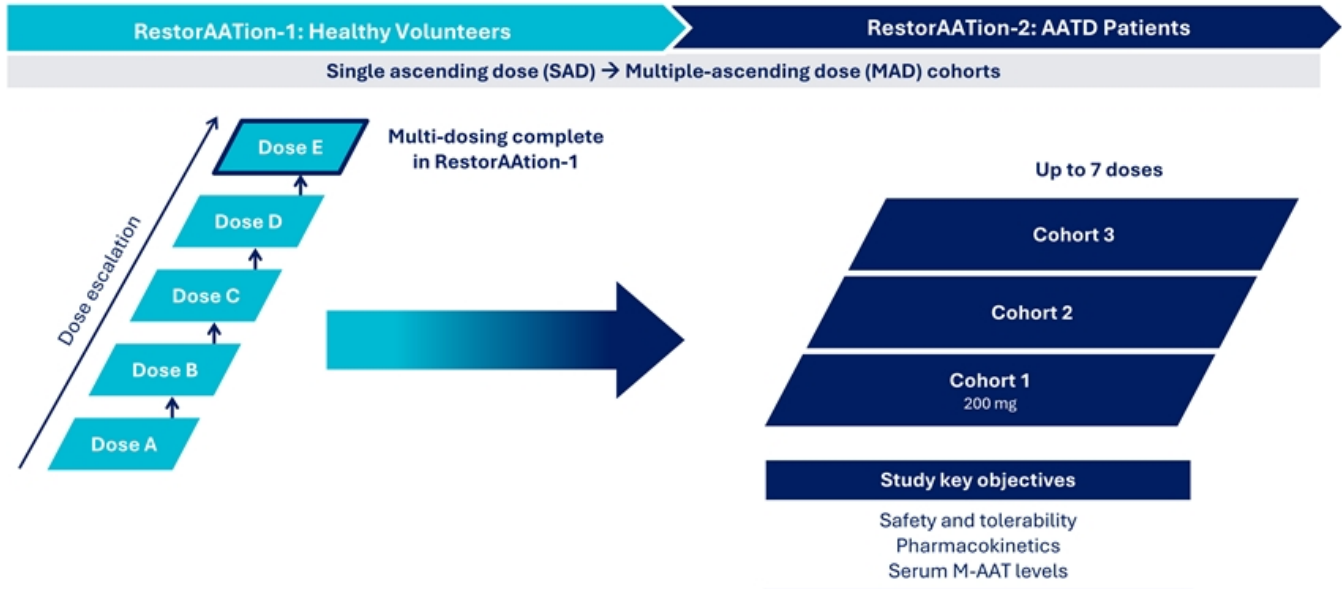 RestorAATion-1: Healthy Volunteers
RestorAATion-2: AATD Patients
Single ascending dose (SAD) → Multiple-ascending dose (MAD) cohorts
Dose escalation
Dose E
Dose D
Dose C
Dose B
Dose A
Multi-dosing complete
in RestorAAtion-1
Up to 7 doses
Cohort 3
Cohort 2
Cohort 1
200 mg
Study key objectives
Safety and tolerability
Pharmacokinetics
Serum M-AAT levels